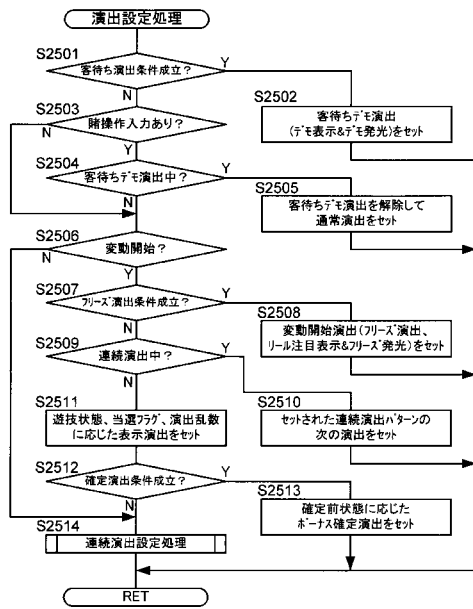 演出設定処理
S2501
客待ち演出条件成立?
Y
N
S2502
客待ちデモ演出
(デモ表示&デモ発光)をセット
S2503
賭操作入力あり?
N
Y
S2504
客待ちデモ演出中?
Y
N
S2505
客待ちデモ演出を解除して
通常演出をセット
S2506
変動開始?
N
Y
S2507
フリーズ演出条件成立?
Y
N
S2508
変動開始演出(フリーズ演出、
リール注目表示&フリーズ発光)をセット
S2509
連続演出中?
Y
N
S2510
セットされた連続演出パターンの
次の演出をセット
S2511
遊技状態、当選フラグ、演出乱数
に応じた表示演出をセット
S2512
確定演出条件成立?
Y
N
S2513
確定前状態に応じた
ボーナス確定演出をセット
S2514
連続演出設定処理
RET